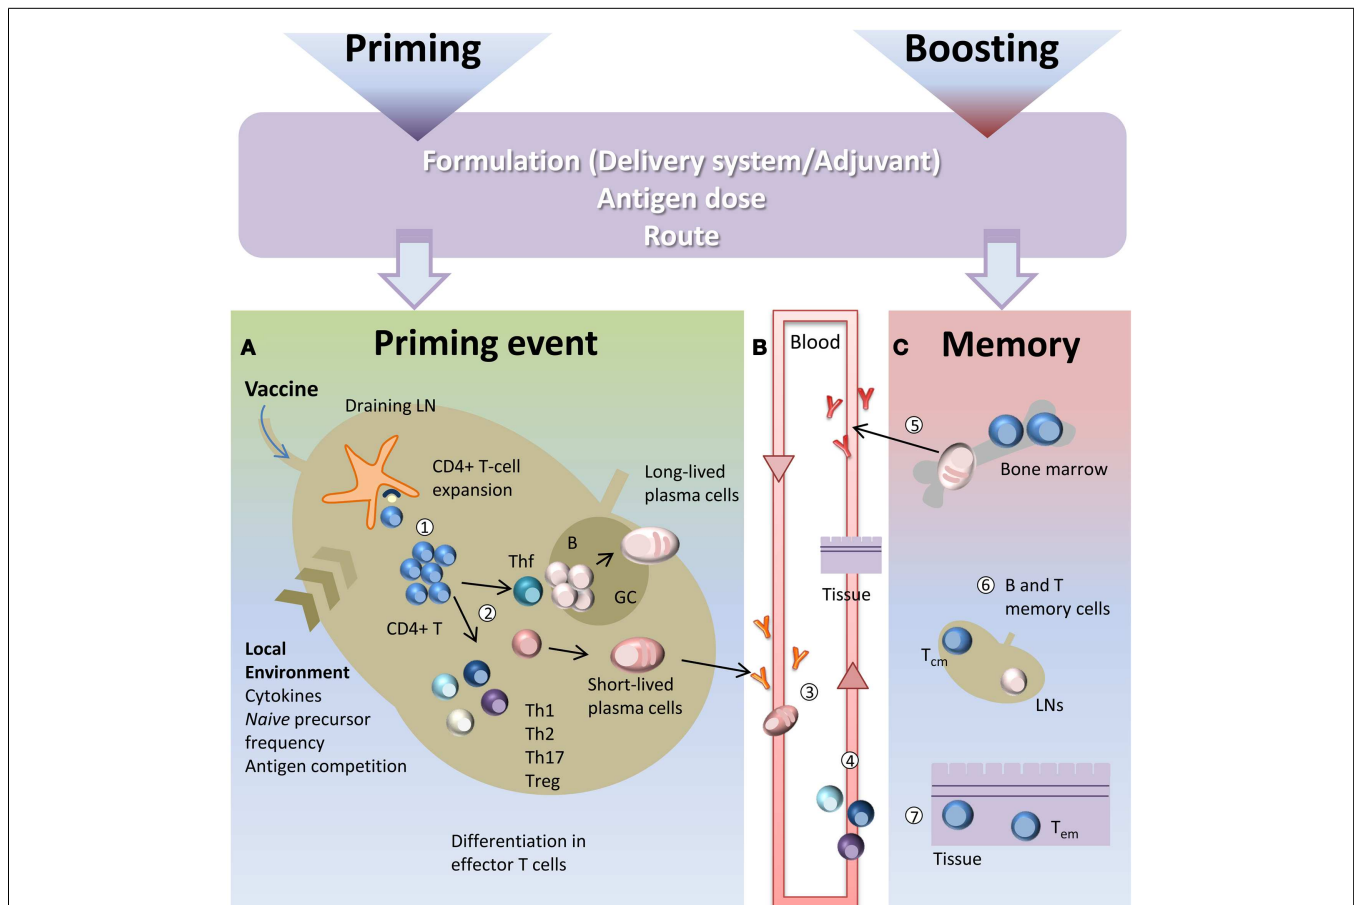 Priming
Boosting
Formulation (Delivery system/Adjuvant)
Antigen dose
Route
A
Priming event
Vaccine
Draining LN
CD4+ T-cell
expansion
Long-lived
plasma cells
①
Thf
B
GC
②
CD4+ T
Local
Environment
Cytokines
Naive precursor
frequency
Antigen competition
Short-lived
plasma cells
Th1
Th2
Th17
Treg
Differentiation in
effector T cells
B
Blood
Tissue
③
④
C
Memory
⑤
Bone marrow
⑥ B and T
memory cells
Tcm
LNs
⑦
Tem
Tissue